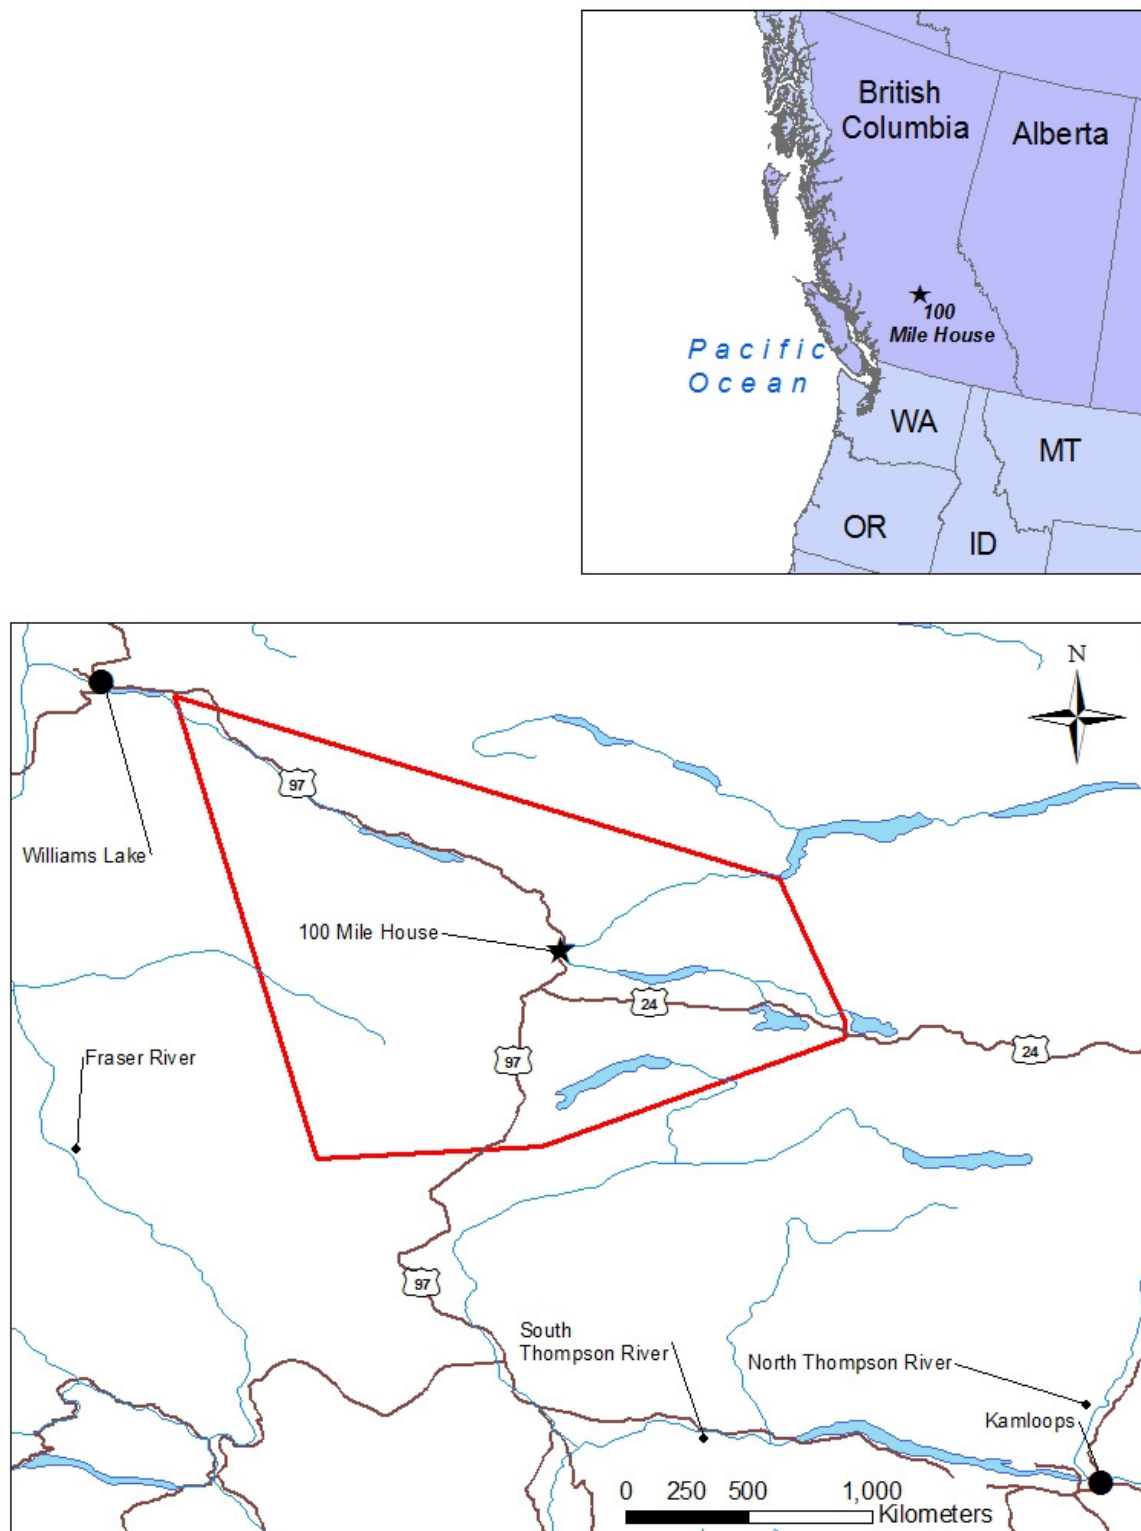 British
Columbia
Alberta
100
Mile House
Pacific
Ocean
WA
MT
OR
ID
N
97
Williams Lake
100 Mile House
24
97
24
Fraser River
97
South
Thompson River
North Thompson River
Kamloops
0 250 500 1,000
Kilometers